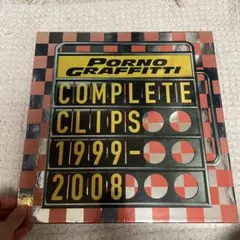 PORNO
GRAFFITTI
COMPLETE
CLIPS
1999-
2008